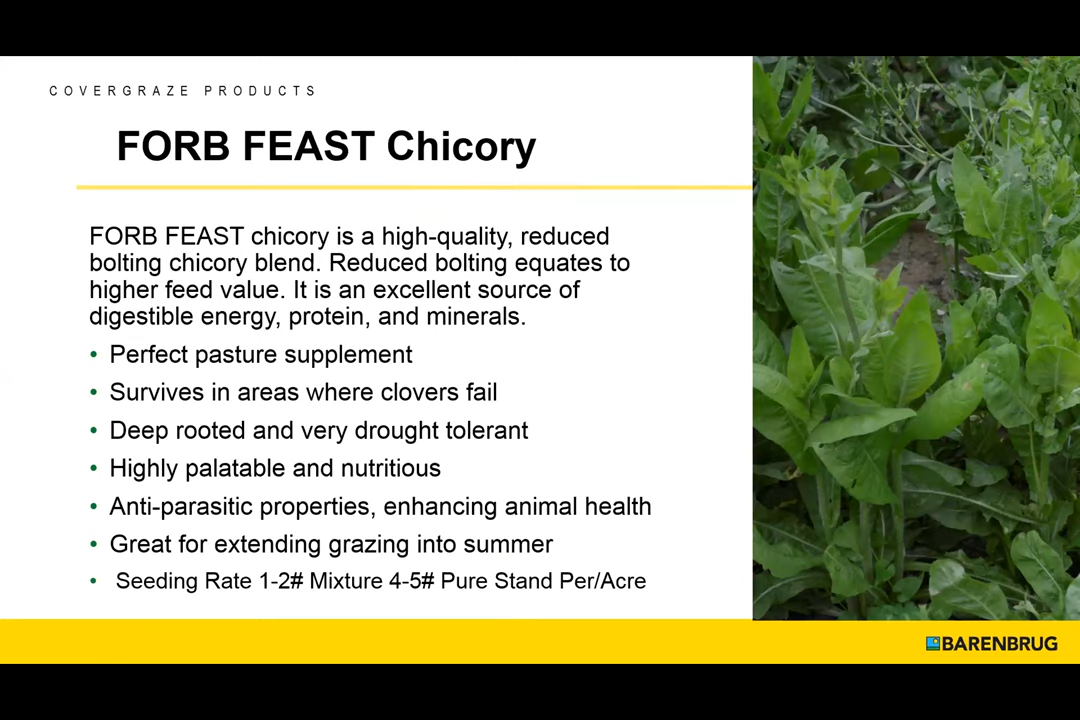 COVERGRAZE PRODUCTS
FORB FEAST Chicory
FORB FEAST chicory is a high-quality, reduced
bolting chicory blend. Reduced bolting equates to
higher feed value. It is an excellent source of
digestible energy, protein, and minerals.
• Perfect pasture supplement
• Survives in areas where clovers fail
• Deep rooted and very drought tolerant
• Highly palatable and nutritious
• Anti-parasitic properties, enhancing animal health
• Great for extending grazing into summer
• Seeding Rate 1-2# Mixture 4-5# Pure Stand Per/Acre
BARENBRUG